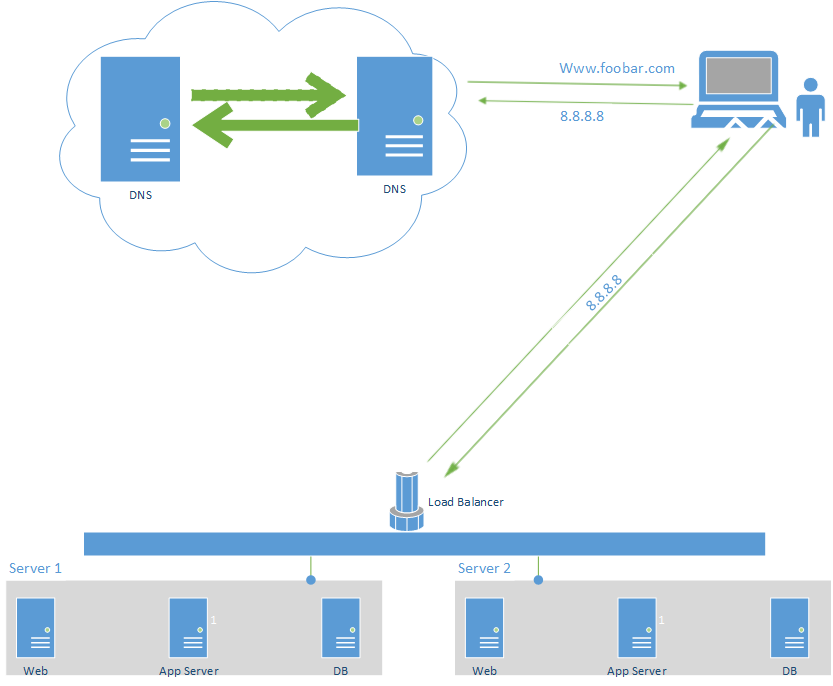 Www.foobar.com
8.8.8.8
DNS
DNS
8.8.8.8
Load Balancer
Server 1
Server 2
1
1
Web
App Server
DB
Web
App Server
DB